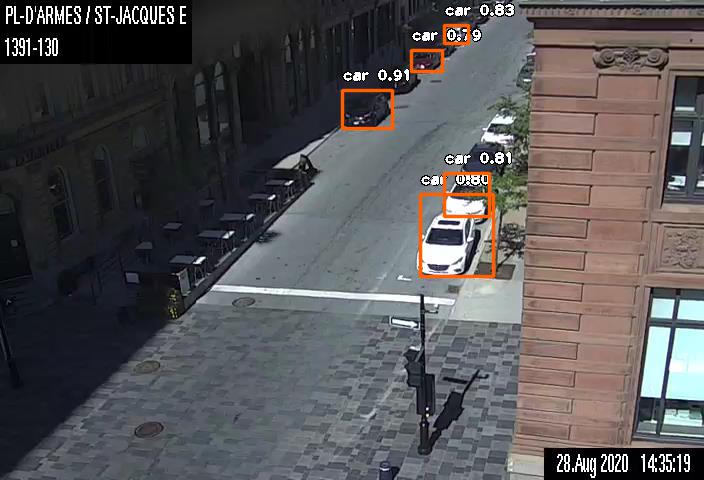 PL-D'ARMES / ST-JACQUES E
1391-130
car 0.83
car 0.79
car 0.91
car 0.81
car 0.80
28.Aug 2020 14:35:19